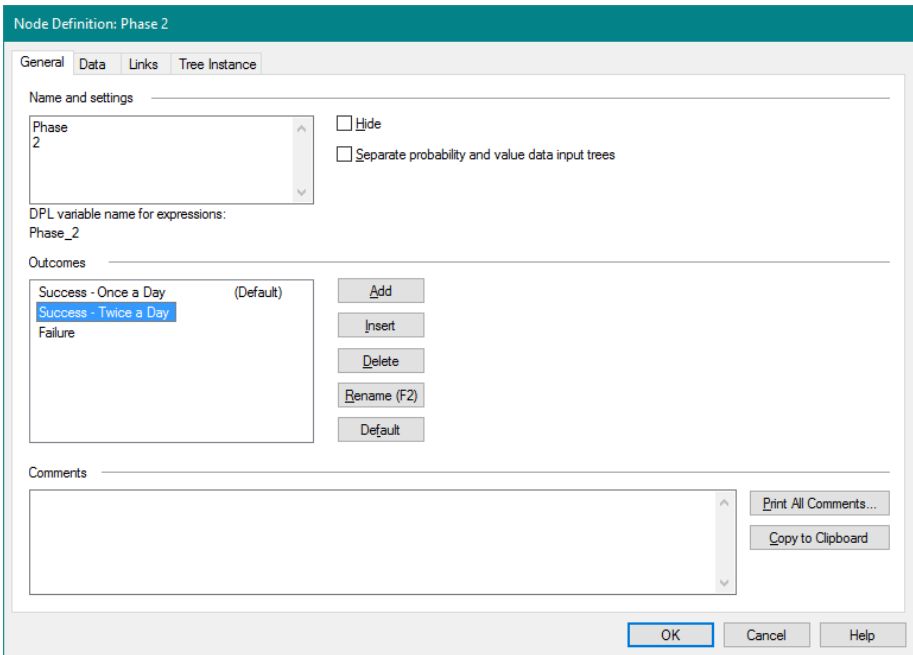 Node Definition: Phase 2
General Data Links Tree Instance
Name and settings
Phase
2
Hide
Separate probability and value data input trees
DPL variable name for expressions:
Phase_2
Outcomes
Success - Once a Day (Default)
Success - Twice a Day
Failure
Add
Insert
Delete
Rename (F2)
Default
Comments
Print All Comments...
Copy to Clipboard
OK Cancel Help